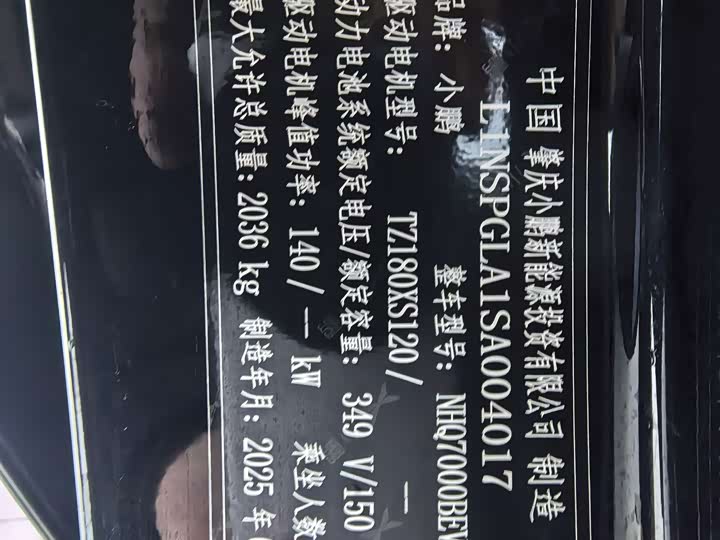 中国 肇庆小鹏新能源投资有限公司 制造
L1NSPGLA1SA004017
品牌: 小鹏 整车型号: NHQ7000BEV
驱动电机型号: TZ180XS120/ —
动力电池系统额定电压/额定容量: 349 V/150
驱动电机峰值功率: 140/ -- kW 乘坐人数
最大允许总质量: 2036 kg 制造年月: 2025 年